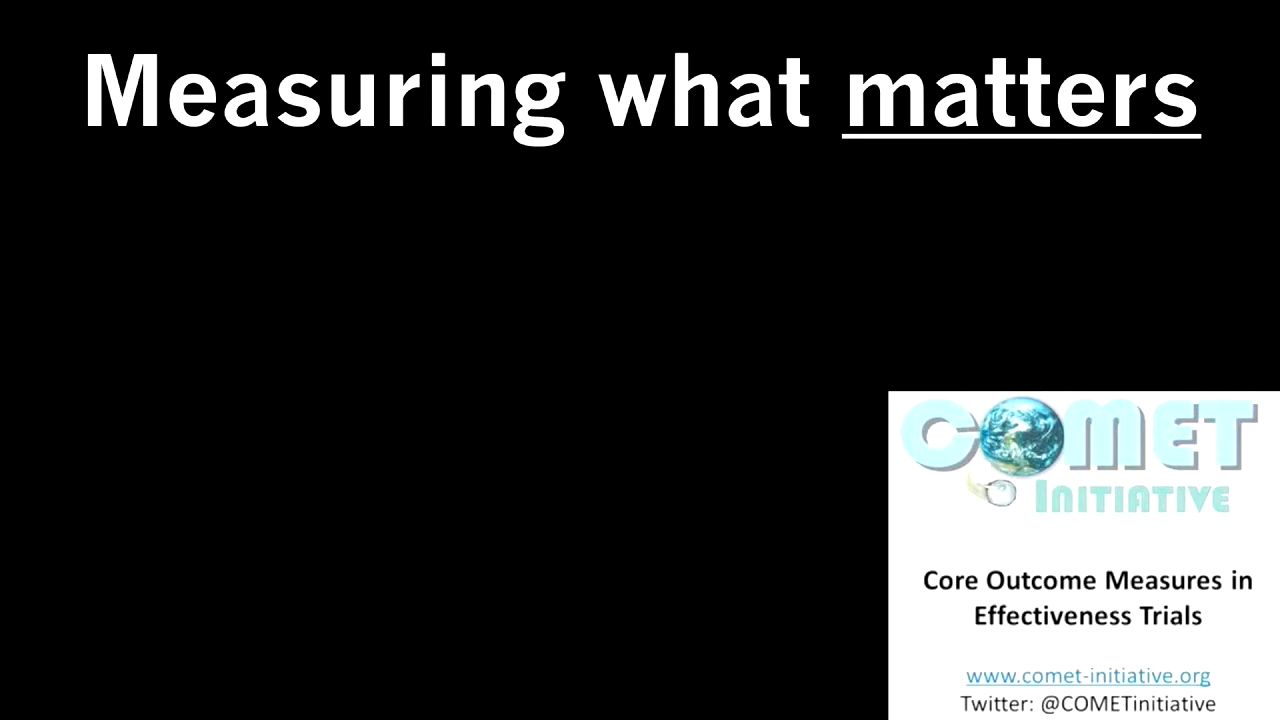 Measuring what matters
COMET
INITIATIVE
Core Outcome Measures in
Effectiveness Trials
www.comet-initiative.org
Twitter: @COMETinitiative